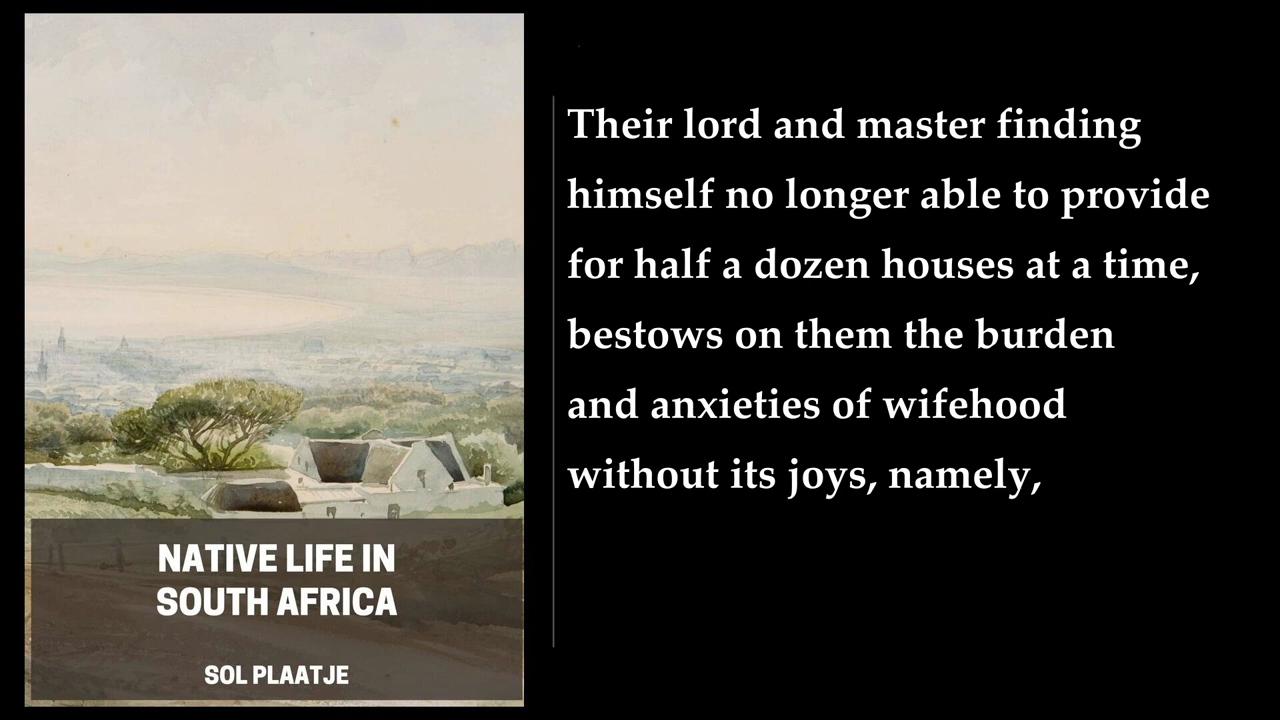 Their lord and master finding
himself no longer able to provide
for half a dozen houses at a time,
bestows on them the burden
and anxieties of wifehood
without its joys, namely,
NATIVE LIFE IN
SOUTH AFRICA
SOL PLAATJE